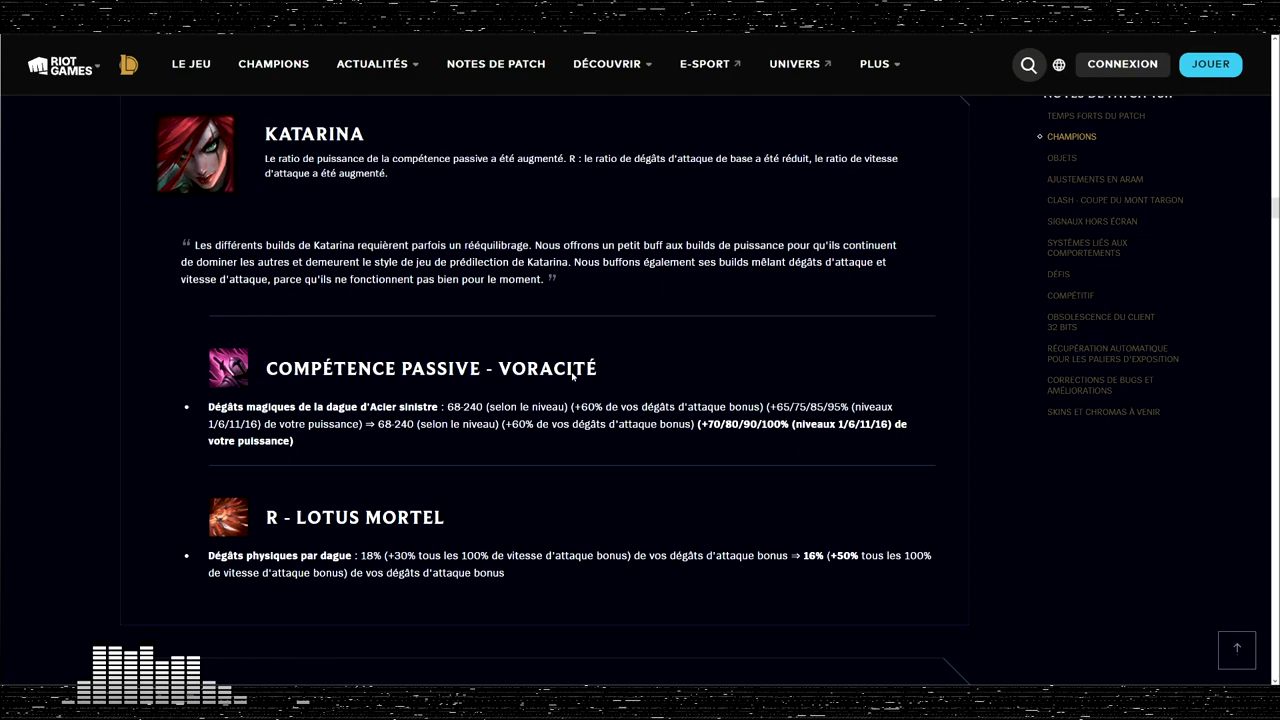 RIOT GAMES
LE JEU
CHAMPIONS
ACTUALITÉS
NOTES DE PATCH
DÉCOUVRIR
E-SPORT
UNIVERS
PLUS
CONNEXION
JOUER
KATARINA
Le ratio de puissance de la compétence passive a été augmenté. R : le ratio de dégâts d'attaque de base a été réduit, le ratio de vitesse
d'attaque a été augmenté.
“ Les différents builds de Katarina requièrent parfois un rééquilibrage. Nous offrons un petit buff aux builds de puissance pour qu'ils continuent
de dominer les autres et demeurent le style de jeu de prédilection de Katarina. Nous buffons également ses builds mêlant dégâts d'attaque et
vitesse d'attaque, parce qu'ils ne fonctionnent pas bien pour le moment. ”
COMPÉTENCE PASSIVE - VORACITÉ
• Dégâts magiques de la dague d'Acier sinistre : 68-240 (selon le niveau) (+60% de vos dégâts d'attaque bonus) (+65/75/85/95% (niveaux
1/6/11/16) de votre puissance) ⇒ 68-240 (selon le niveau) (+60% de vos dégâts d'attaque bonus) (+70/80/90/100% (niveaux 1/6/11/16) de
votre puissance)
R - LOTUS MORTEL
• Dégâts physiques par dague : 18% (+30% tous les 100% de vitesse d'attaque bonus) de vos dégâts d'attaque bonus ⇒ 16% (+50% tous les 100%
de vitesse d'attaque bonus) de vos dégâts d'attaque bonus
TEMPS FORTS DU PATCH
CHAMPIONS
OBJETS
AJUSTEMENTS EN ARAM
CLASH - COUPE DU MONT TARGON
SIGNAUX HORS ÉCRAN
SYSTÈMES LIÉS AUX
COMPORTEMENTS
DÉFIS
COMPÉTITIF
OBSOLESCENCE DU CLIENT
32 BITS
RÉCUPÉRATION AUTOMATIQUE
POUR LES PALIERS D'EXPOSITION
CORRECTIONS DE BUGS ET
AMÉLIORATIONS
SKINS ET CHROMAS À VENIR